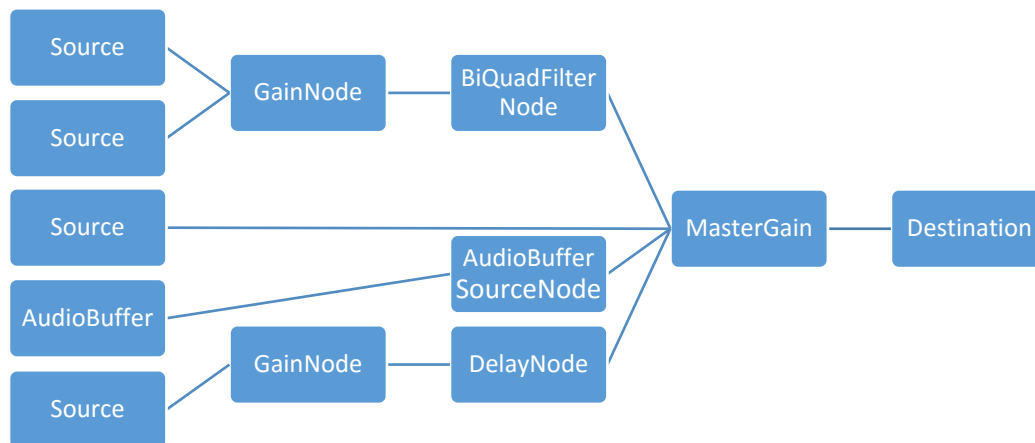 Source
Source
Source
AudioBuffer
Source
GainNode
GainNode
BiQuadFilter
Node
AudioBuffer
SourceNode
DelayNode
MasterGain
Destination